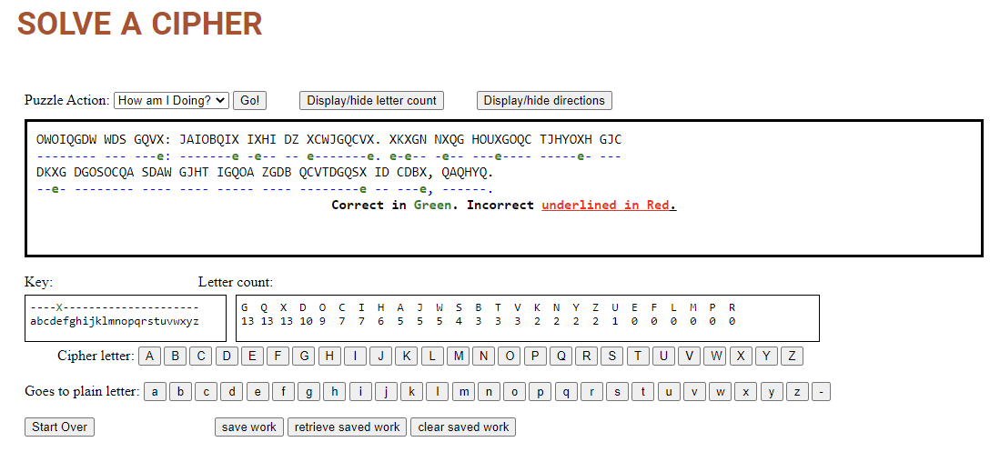 SOLVE A CIPHER
Puzzle Action: How am I Doing? Go! Display/hide letter count Display/hide directions
OWOIQGDW WDS GQVX: JAIOBQIX IXHI DZ XCWJGQCVX. XKXGN NXQG HOUXGOQC TJHYOXH GJC
-------- --- ---e: -------e -e-- -- e-------e. e-e-- -e-- ---e---- -----e- ---
DKXG DGOSOCQA SDAW GJHT IGQOA ZGDB QCVTDGQSX ID CDBX, QAQHYQ.
--e- -------- ---- ----- ---- --------e -- ---e, ------.
Correct in Green. Incorrect underlined in Red.
Key: Letter count:
----X---------------------
abcdefghijklmnopqrstuvwxyz
G Q X D O C I H A J W S B T V K N Y Z U E F L M P R
13 13 13 10 9 7 7 6 5 5 5 4 3 3 3 2 2 2 2 1 0 0 0 0 0 0
Cipher letter: A B C D E F G H I J K L M N O P Q R S T U V W X Y Z
Goes to plain letter: a b c d e f g h i j k l m n o p q r s t u v w x y z -
Start Over save work retrieve saved work clear saved work